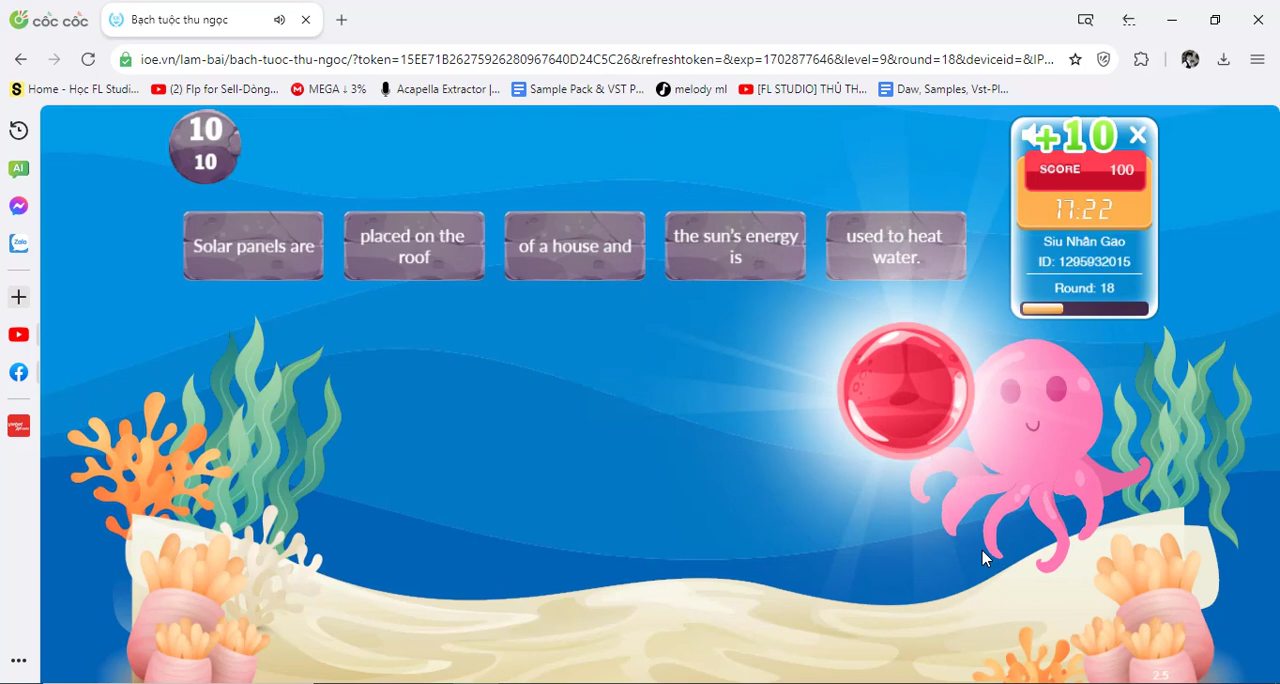 cốc cốc
Bạch tuộc thu ngọc
ioe.vn/lam-bai/bach-tuoc-thu-ngoc/?token=15EE71B26275926280967640D24C5C26&refreshtoken=&exp=1702877646&level=9&round=18&deviceid=&IP...
Home - Học FL Studi...
(2) Flp for Sell-Dòng...
MEGA ↓ 3%
Acapella Extractor |...
Sample Pack & VST P...
melody ml
[FL STUDIO] THỦ TH...
Daw, Samples, Vst-Pl...
AI
Zalo
10
10
Solar panels are
placed on the
roof
of a house and
the sun's energy
is
used to heat
water.
+10
SCORE 100
17:22
Siu Nhân Gao
ID: 1295932015
Round: 18
2.5